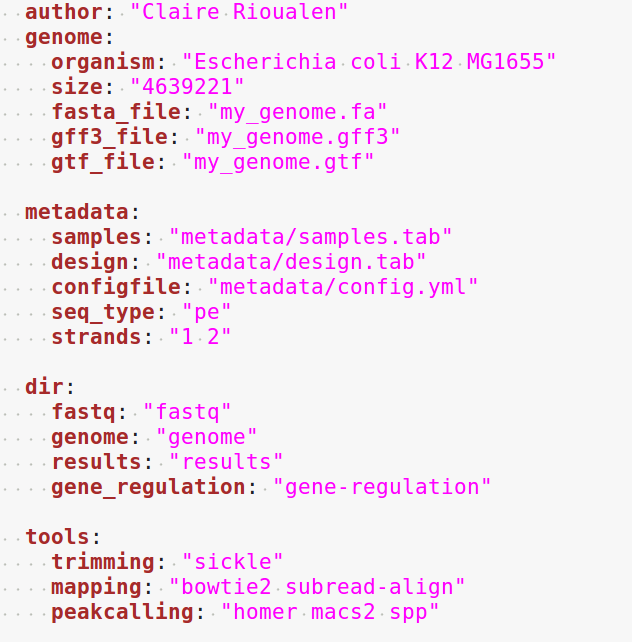 author: "Claire Rioualen"
genome:
organism: "Escherichia coli K12 MG1655"
size: "4639221"
fasta_file: "my_genome.fa"
gff3_file: "my_genome.gff3"
gtf_file: "my_genome.gtf"
metadata:
samples: "metadata/samples.tab"
design: "metadata/design.tab"
configfile: "metadata/config.yml"
seq_type: "pe"
strands: "1 2"
dir:
fastq: "fastq"
genome: "genome"
results: "results"
gene_regulation: "gene-regulation"
tools:
trimming: "sickle"
mapping: "bowtie2 subread-align"
peakcalling: "homer macs2 spp"